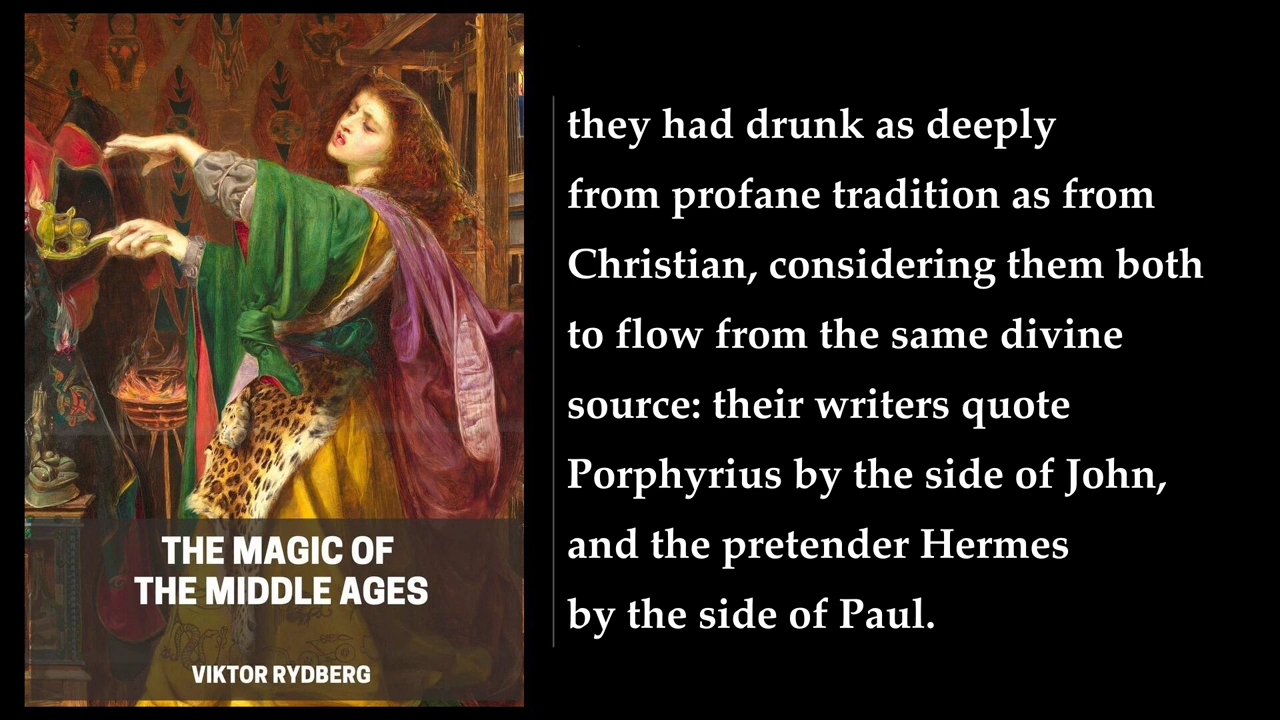 THE MAGIC OF
THE MIDDLE AGES
VIKTOR RYDBERG
they had drunk as deeply
from profane tradition as from
Christian, considering them both
to flow from the same divine
source: their writers quote
Porphyrius by the side of John,
and the pretender Hermes
by the side of Paul.